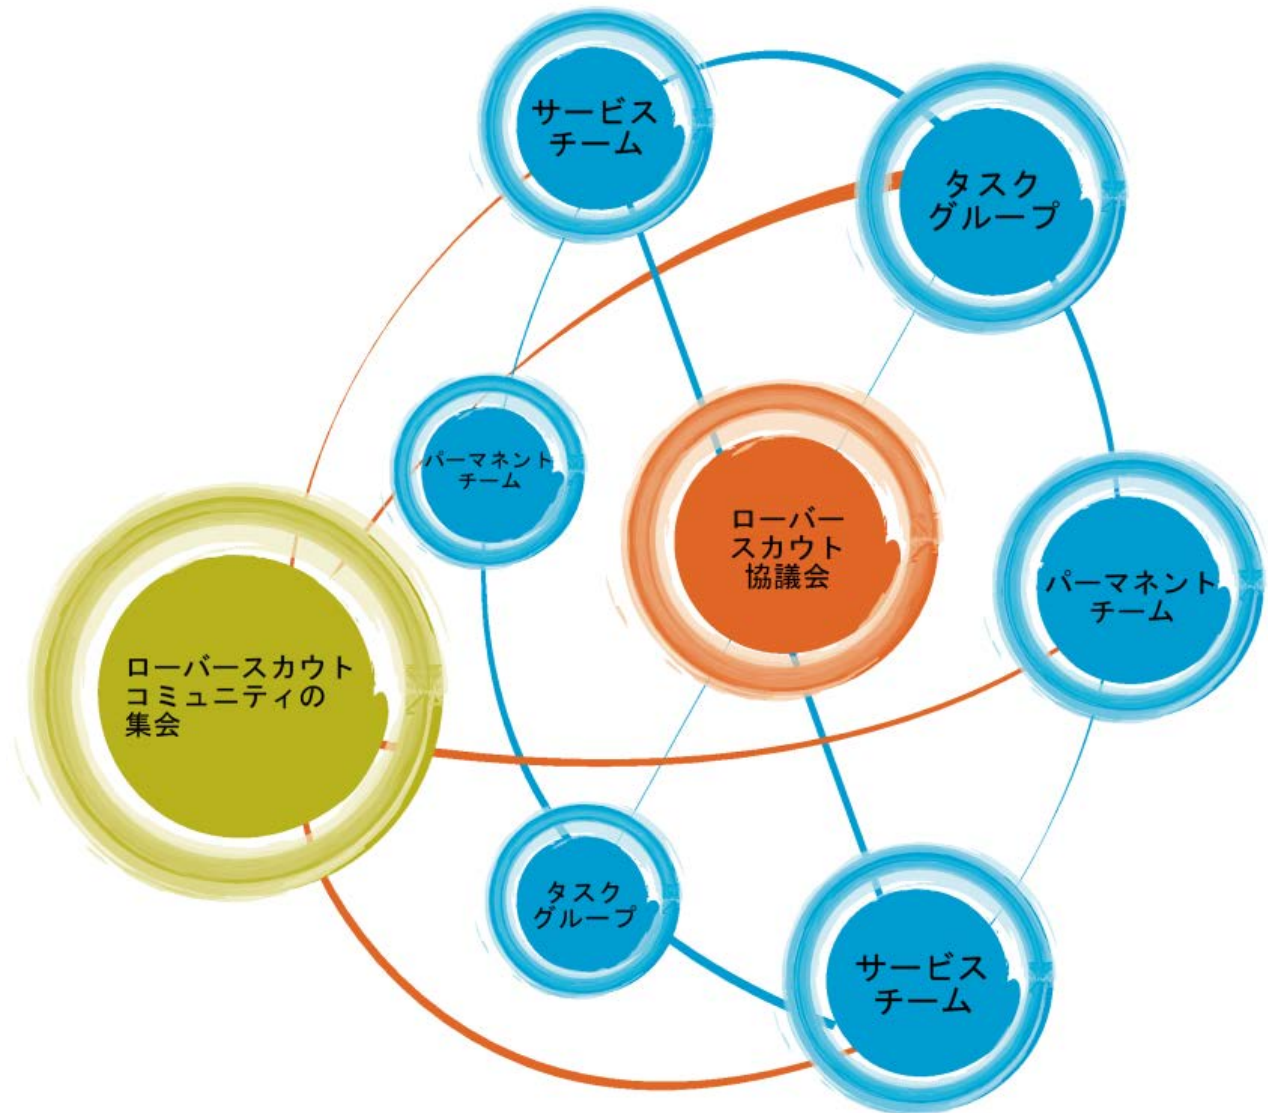 サービス
チーム
タスク
グループ
パーマネント
チーム
ローバー
スカウト
協議会
パーマネント
チーム
ローバースカウト
コミュニティの
集会
タスク
グループ
サービス
チーム